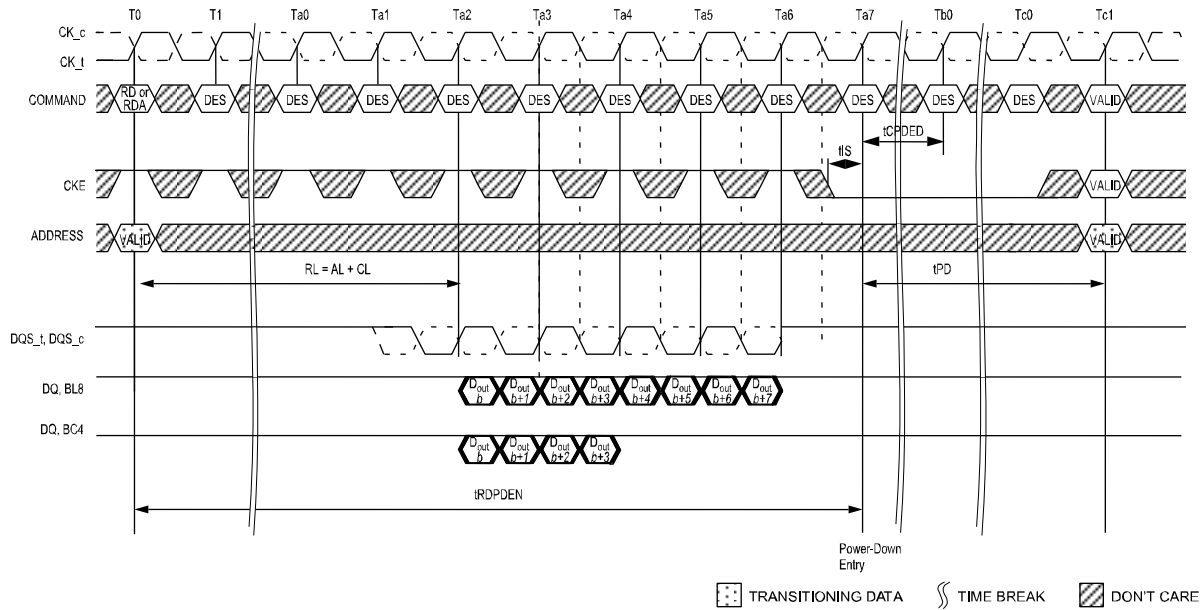 T0 T1 Ta0 Ta1 Ta2 Ta3 Ta4 Ta5 Ta6 Ta7 Tb0 Tc0 Tc1
CK_c
CK_t
COMMAND RD or RDA DES DES DES DES DES DES DES DES DES DES DES VALID
tCPDED
tIS
CKE VALID
ADDRESS VALID VALID
RL = AL + CL tPD
DQS_t, DQS_c
DQ, BL8 Dout b Dout b+1 Dout b+2 Dout b+3 Dout b+4 Dout b+5 Dout b+6 Dout b+7
DQ, BC4 Dout b Dout b+1 Dout b+2 Dout b+3
tRDPDEN
Power-Down
Entry
TRANSITIONING DATA TIME BREAK DON'T CARE